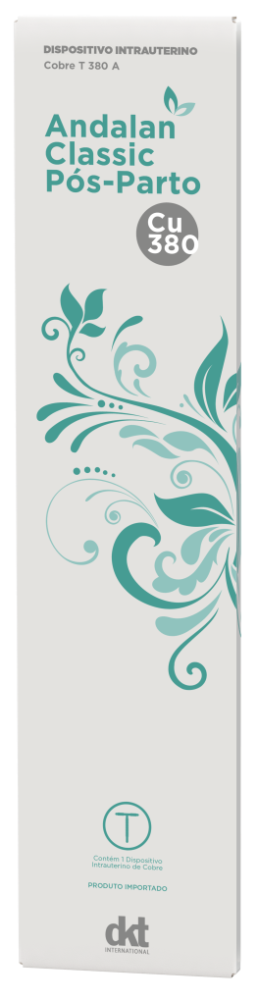 DISPOSITIVO INTRAUTERINO
Cobre T 380 A
Andalan
Classic
Pós-Parto
Cu
380
T
Contém 1 Dispositivo
Intrauterino de Cobre
PRODUTO IMPORTADO
dkt
INTERNATIONAL